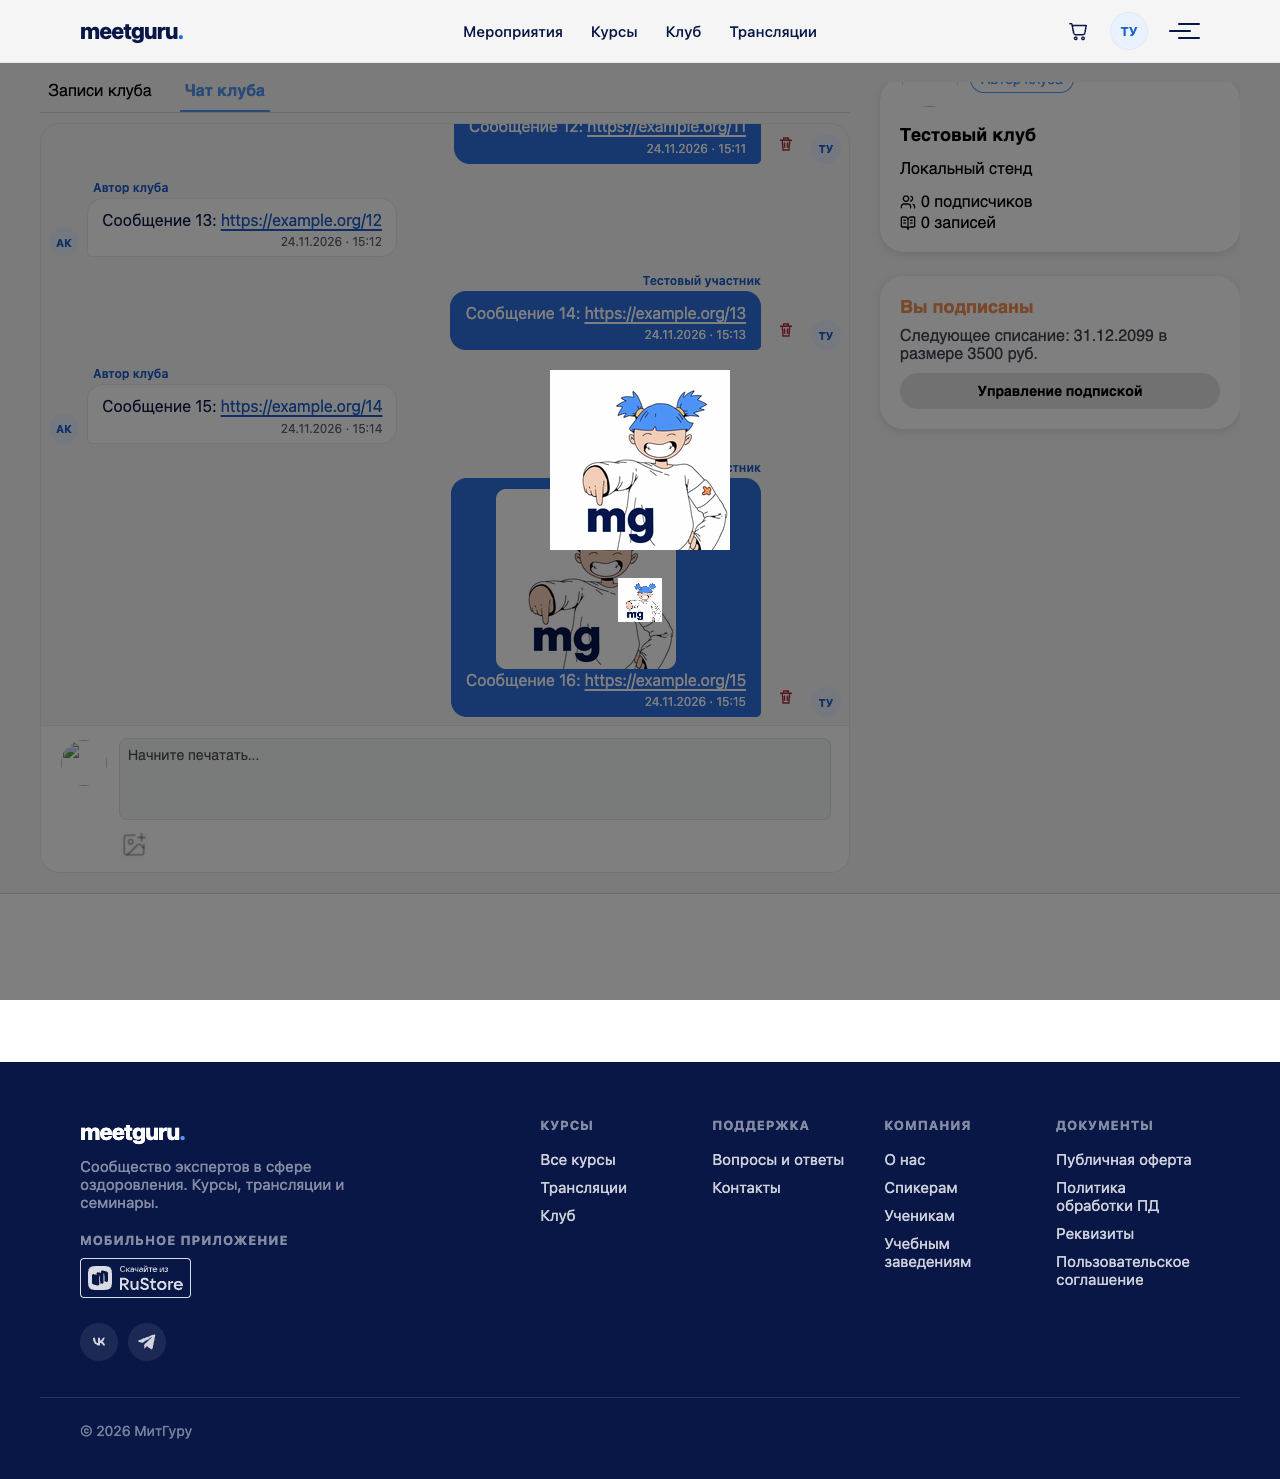 meetguru.
Мероприятия
Курсы
Клуб
Трансляции
ТУ
Записи клуба
Чат клуба
Сообщение 12: https://example.org/11
24.11.2026 · 15:11
ТУ
Автор клуба
Сообщение 13: https://example.org/12
24.11.2026 · 15:12
АК
Тестовый участник
Сообщение 14: https://example.org/13
24.11.2026 · 15:13
ТУ
Автор клуба
Сообщение 15: https://example.org/14
24.11.2026 · 15:14
АК
mg
mg
mg
Сообщение 16: https://example.org/15
24.11.2026 · 15:15
ТУ
Начните печатать...
Автор клуба
Тестовый клуб
Локальный стенд
0 подписчиков
0 записей
Вы подписаны
Следующее списание: 31.12.2099 в
размере 3500 руб.
Управление подпиской
meetguru.
Сообщество экспертов в сфере
оздоровления. Курсы, трансляции и
семинары.
МОБИЛЬНОЕ ПРИЛОЖЕНИЕ
Скачайте из
RuStore
КУРСЫ
Все курсы
Трансляции
Клуб
ПОДДЕРЖКА
Вопросы и ответы
Контакты
КОМПАНИЯ
О нас
Спикерам
Ученикам
Учебным
заведениям
ДОКУМЕНТЫ
Публичная оферта
Политика
обработки ПД
Реквизиты
Пользовательское
соглашение
© 2026 МитГуру